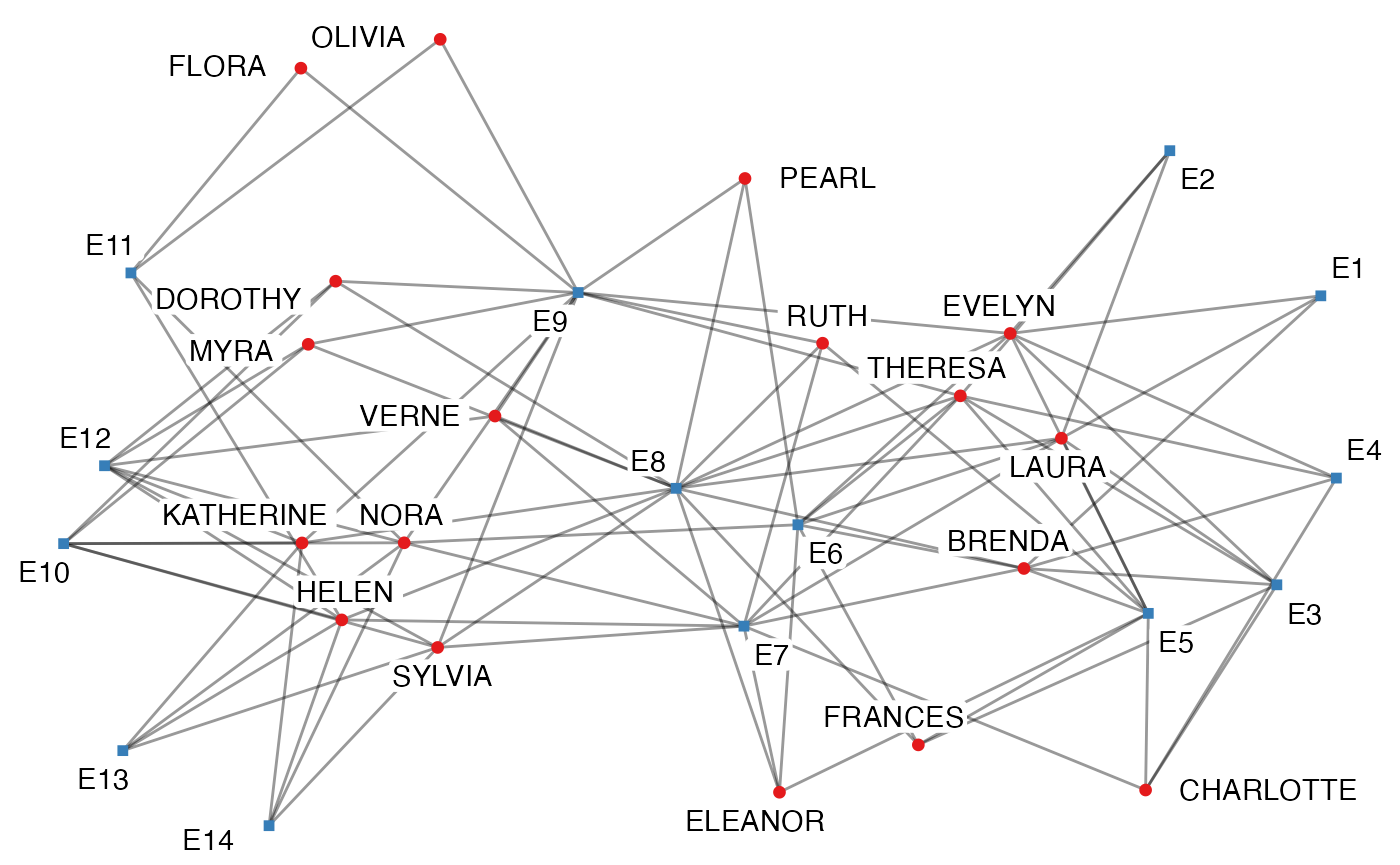 OLIVIA
FLORA
PEARL
E2
E11
E1
DOROTHY
EVELYN
RUTH
E9
MYRA
THERESA
VERNE
E12
E4
E8
LAURA
KATHERINE
NORA
BRENDA
E6
E10
HELEN
E3
E5
E7
SYLVIA
FRANCES
E13
CHARLOTTE
ELEANOR
E14